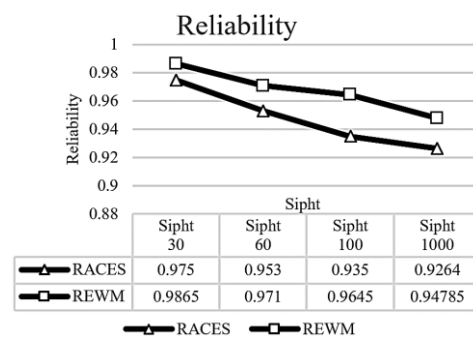 Reliability
1
0.98
0.96
0.94
0.92
0.9
0.88
Reliability
Sipht
Sipht Sipht Sipht Sipht
30 60 100 1000
RACES 0.975 0.953 0.935 0.9264
REWM 0.9865 0.971 0.9645 0.94785
RACES REWM